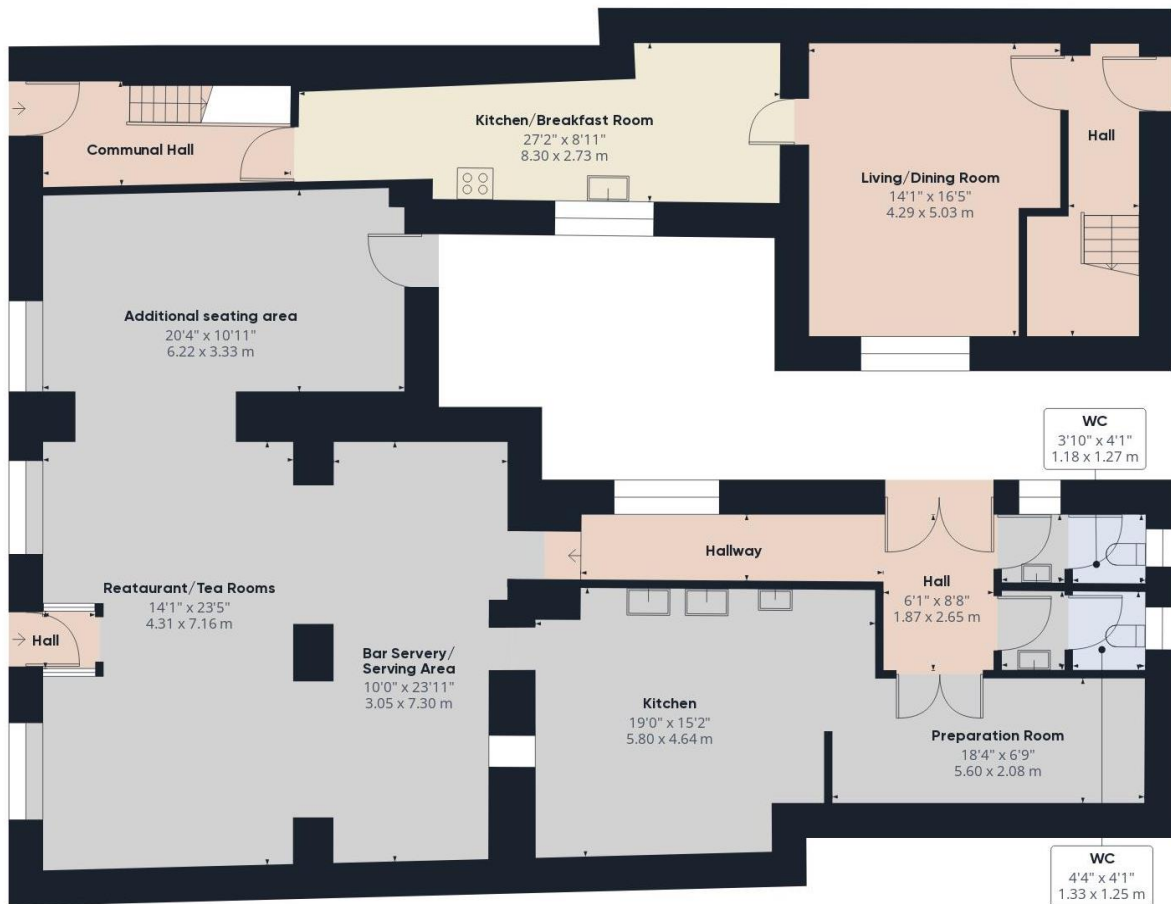 Communal Hall
Kitchen/Breakfast Room
27'2" x 8'11"
8.30 x 2.73 m
Living/Dining Room
14'1" x 16'5"
4.29 x 5.03 m
Hall
Additional seating area
20'4" x 10'11"
6.22 x 3.33 m
WC
3'10" x 4'1"
1.18 x 1.27 m
Hallway
Reataurant/Tea Rooms
14'1" x 23'5"
4.31 x 7.16 m
Hall
Hall
6'1" x 8'8"
1.87 x 2.65 m
Bar Servery/
Serving Area
10'0" x 23'11"
3.05 x 7.30 m
Kitchen
19'0" x 15'2"
5.80 x 4.64 m
Preparation Room
18'4" x 6'9"
5.60 x 2.08 m
WC
4'4" x 4'1"
1.33 x 1.25 m